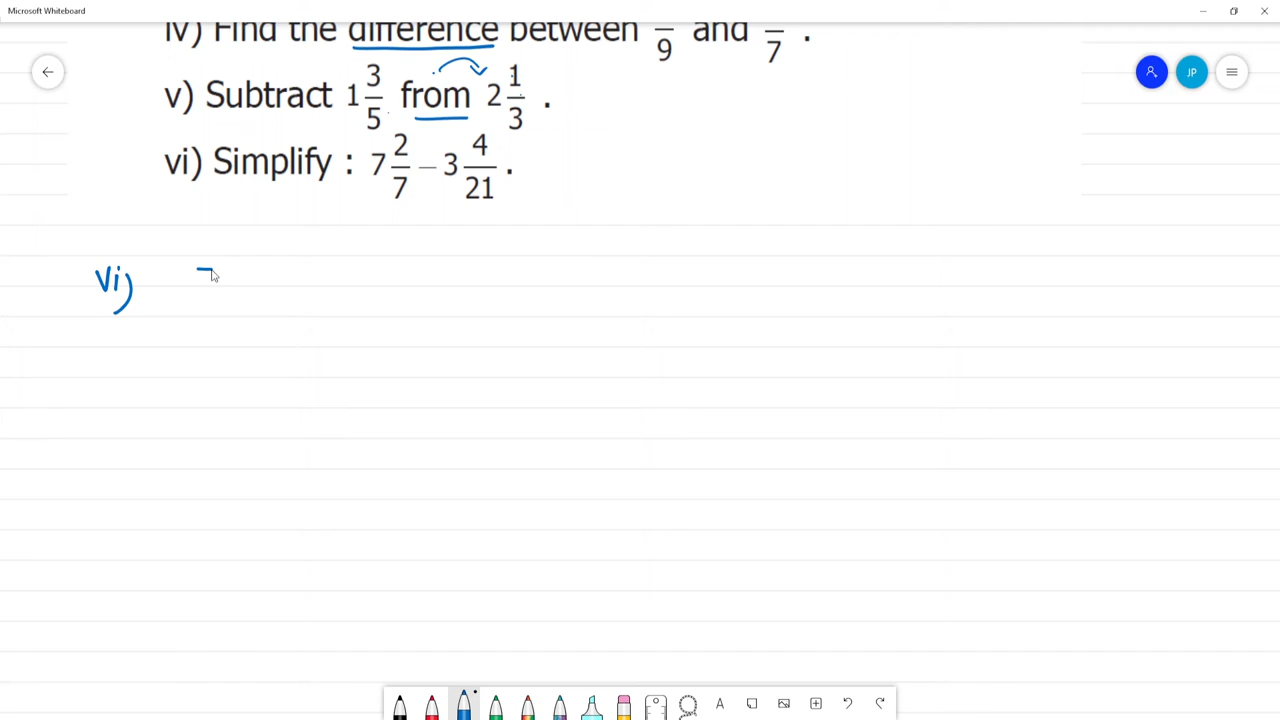 Microsoft Whiteboard
iv) Find the difference between 9 and 7 .
v) Subtract 1 3/5 from 2 1/3 .
JP
vi) Simplify : 7 2/7 – 3 4/21 .
vi)
A